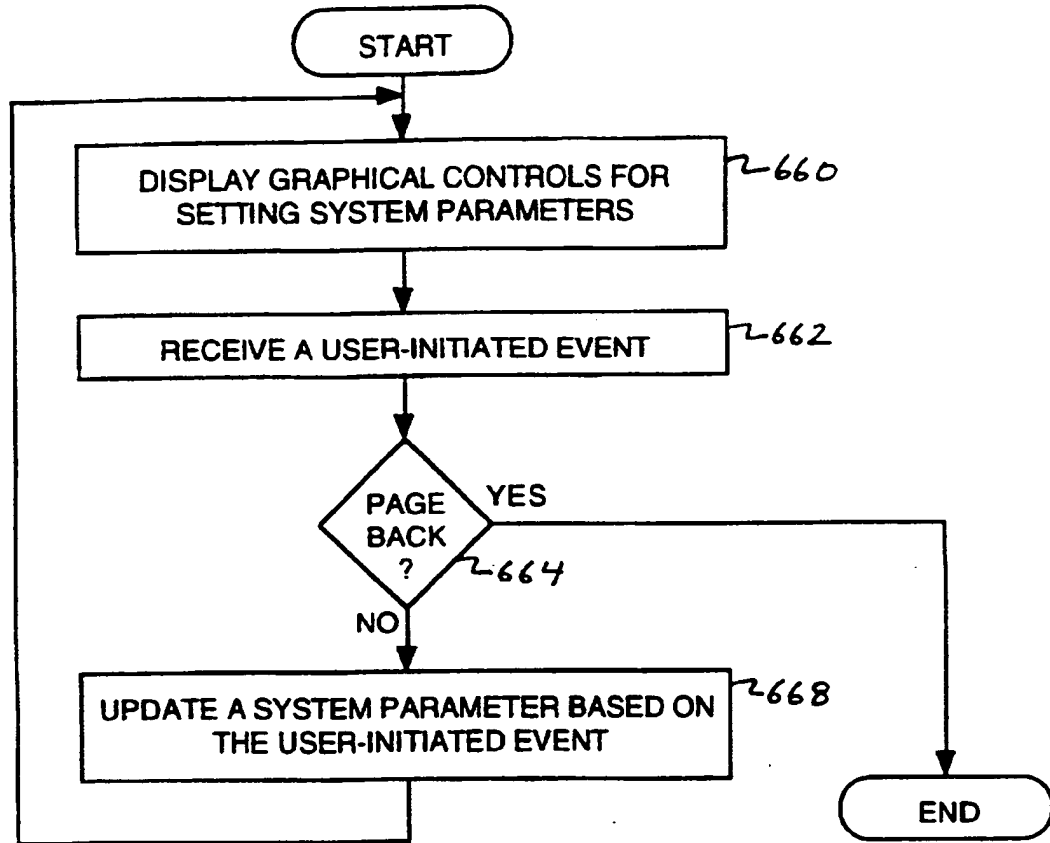 START
DISPLAY GRAPHICAL CONTROLS FOR
SETTING SYSTEM PARAMETERS
660
RECEIVE A USER-INITIATED EVENT
662
PAGE
BACK
?
YES
664
NO
UPDATE A SYSTEM PARAMETER BASED ON
THE USER-INITIATED EVENT
668
END